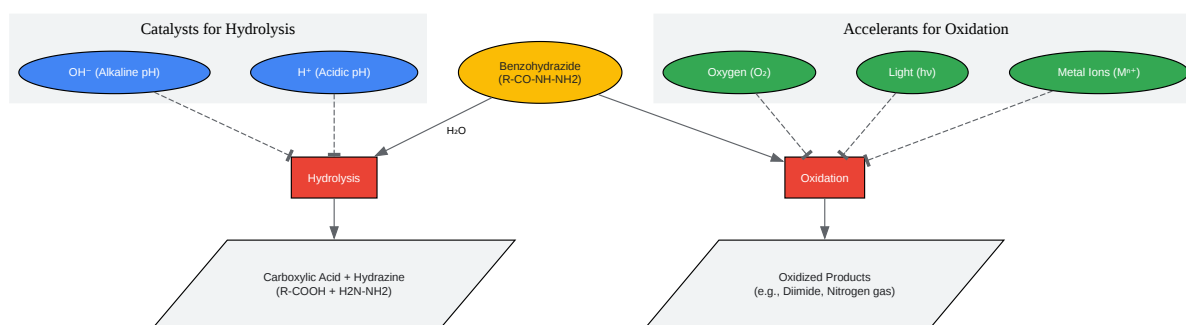 Catalysts for Hydrolysis
Accelerants for Oxidation
OH⁻ (Alkaline pH)
H⁺ (Acidic pH)
Benzohydrazide
(R-CO-NH-NH2)
Oxygen (O₂)
Light (hν)
Metal Ions (Mⁿ⁺)
H₂O
Hydrolysis
Oxidation
Carboxylic Acid + Hydrazine
(R-COOH + H2N-NH2)
Oxidized Products
(e.g., Diimide, Nitrogen gas)